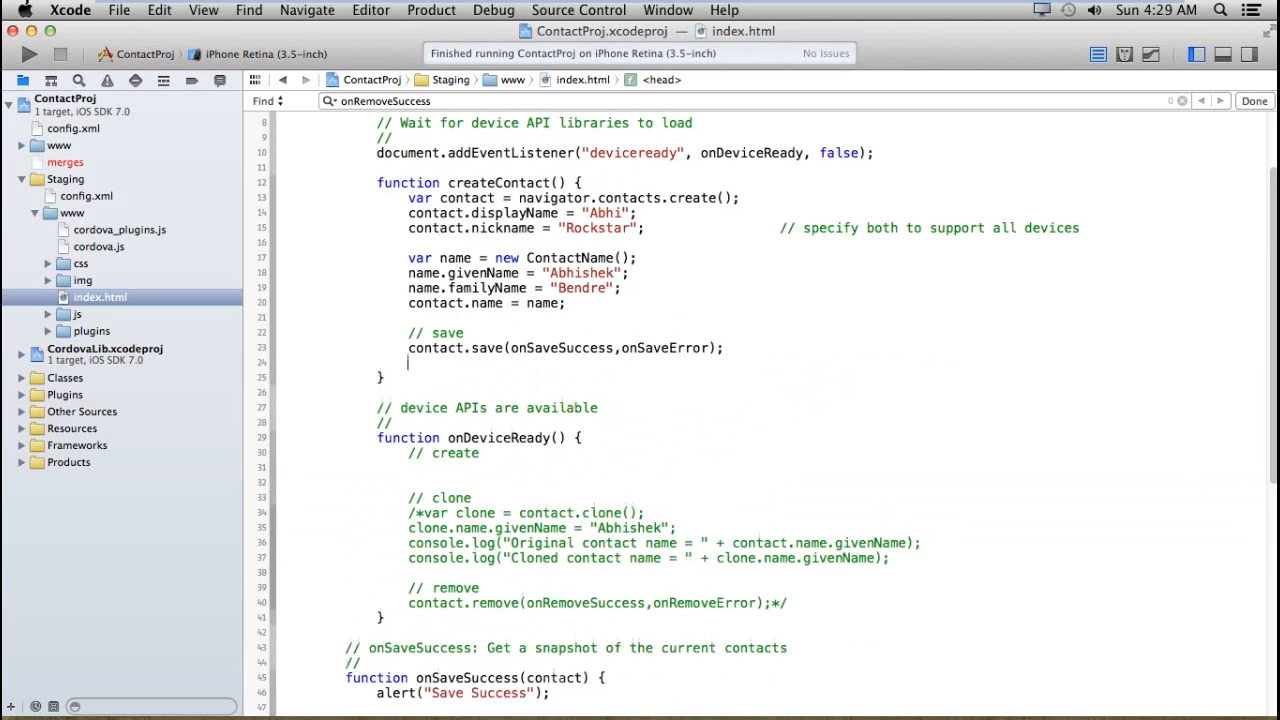 Xcode File Edit View Find Navigate Editor Product Debug Source Control Window Help Sun 4:29 AM
ContactProj.xcodeproj — index.html
ContactProj iPhone Retina (3.5-inch) Finished running ContactProj on iPhone Retina (3.5-inch) No Issues
ContactProj Staging www index.html f <head>
Find onRemoveSuccess 0 Done
ContactProj
1 target, iOS SDK 7.0
config.xml
www
merges
Staging
config.xml
www
cordova_plugins.js
cordova.js
css
img
index.html
js
plugins
CordovaLib.xcodeproj
1 target, iOS SDK 7.0
Classes
Plugins
Other Sources
Resources
Frameworks
Products
8 // Wait for device API libraries to load
9 //
10 document.addEventListener("deviceready", onDeviceReady, false);
11
12 function createContact() {
13 var contact = navigator.contacts.create();
14 contact.displayName = "Abhi";
15 contact.nickname = "Rockstar"; // specify both to support all devices
16
17 var name = new ContactName();
18 name.givenName = "Abhishek";
19 name.familyName = "Bendre";
20 contact.name = name;
21
22 // save
23 contact.save(onSaveSuccess,onSaveError);
24
25 }
26
27 // device APIs are available
28 //
29 function onDeviceReady() {
30 // create
31
32
33 // clone
34 /*var clone = contact.clone();
35 clone.name.givenName = "Abhishek";
36 console.log("Original contact name = " + contact.name.givenName);
37 console.log("Cloned contact name = " + clone.name.givenName);
38
39 // remove
40 contact.remove(onRemoveSuccess,onRemoveError);*/
41 }
42
43 // onSaveSuccess: Get a snapshot of the current contacts
44 //
45 function onSaveSuccess(contact) {
46 alert("Save Success");
47